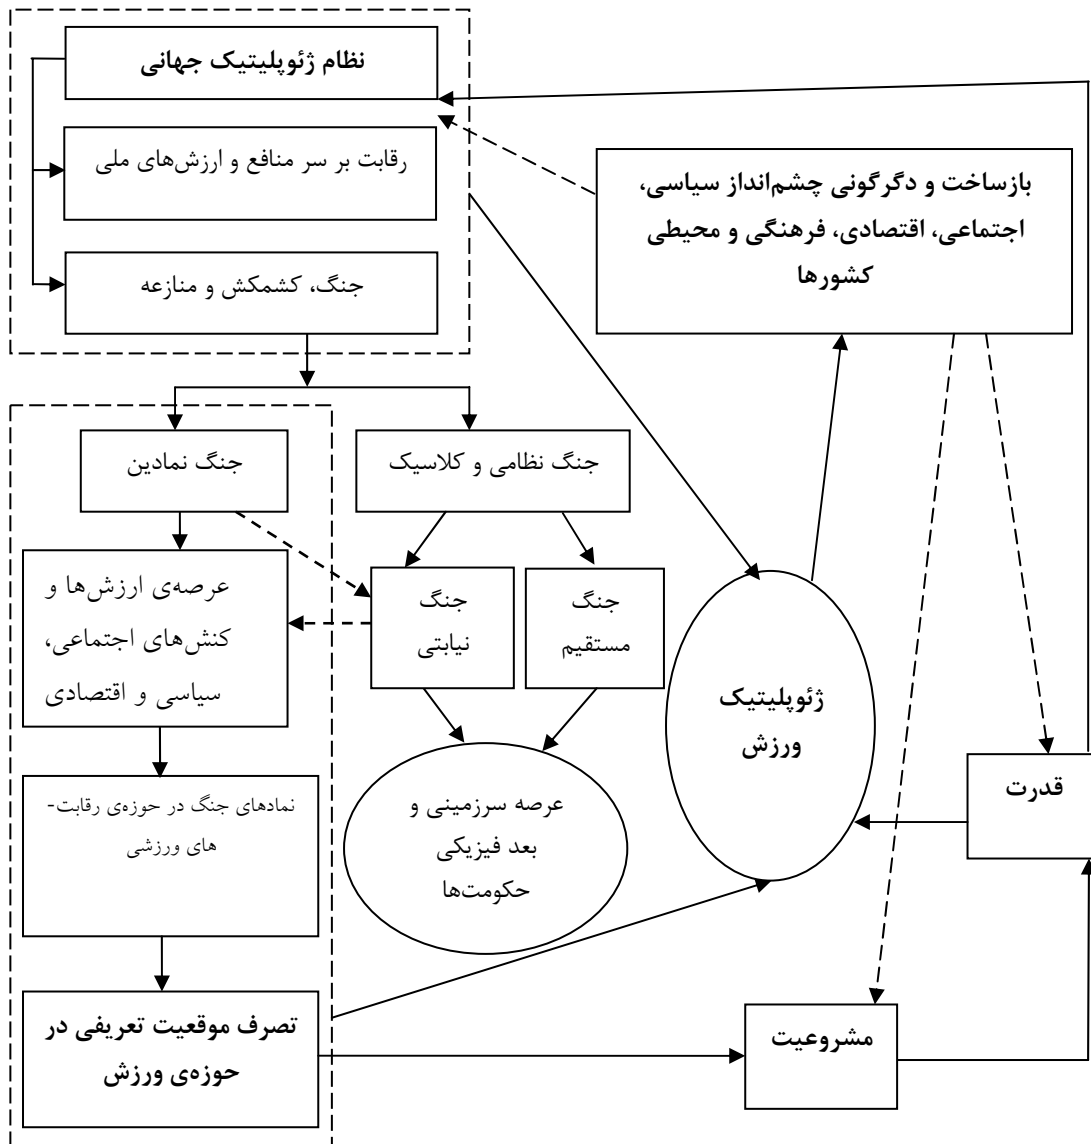 نظام ژئوپلیتیک جهانی
رقابت بر سر منافع و ارزش‌های ملی
جنگ، کشمکش و منازعه
بازساخت و دگرگونی چشم‌انداز سیاسی،
اجتماعی، اقتصادی، فرهنگی و محیطی
کشورها
جنگ نظامی و کلاسیک
جنگ نمادین
جنگ
مستقیم
جنگ
نیابتی
عرصه‌ی ارزش‌ها و
کنش‌های اجتماعی،
سیاسی و اقتصادی
ژئوپلیتیک
ورزش
قدرت
عرصه سرزمینی و
بعد فیزیکی
حکومت‌ها
نمادهای جنگ در حوزه‌ی رقابت-
های ورزشی
مشروعیت
تصرف موقعیت تعریفی در
حوزه‌ی ورزش